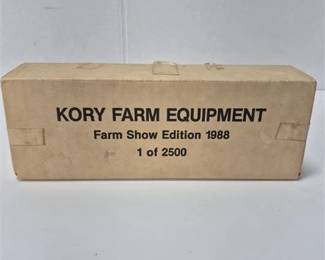 KORY FARM EQUIPMENT
Farm Show Edition 1988
1 of 2500